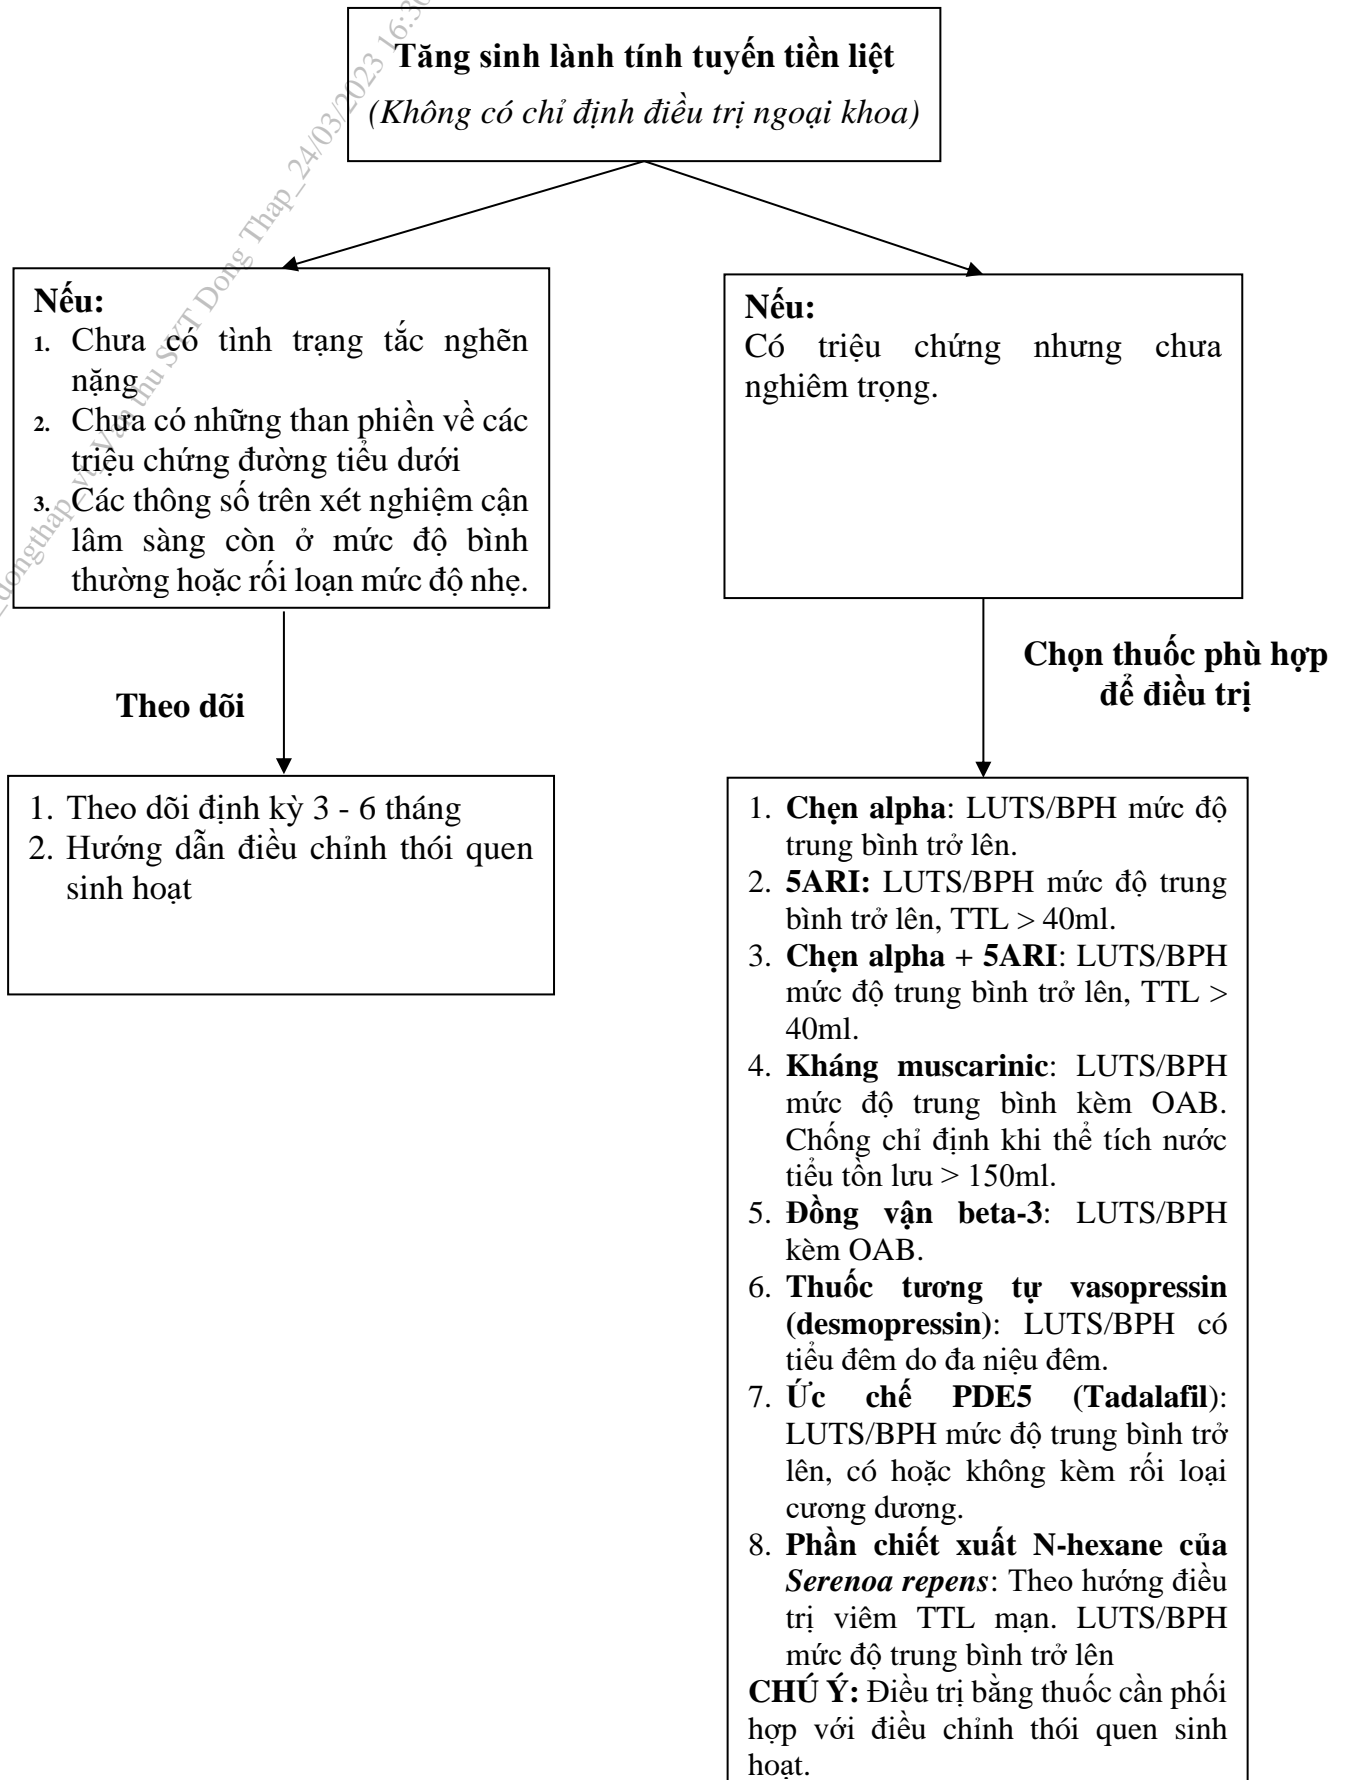 Tăng sinh lành tính tuyến tiền liệt
(Không có chỉ định điều trị ngoại khoa)
Nếu:
1. Chưa có tình trạng tắc nghẽn
nặng
2. Chưa có những than phiền về các
triệu chứng đường tiểu dưới
3. Các thông số trên xét nghiệm cận
lâm sàng còn ở mức độ bình
thường hoặc rối loạn mức độ nhẹ.
Theo dõi
1. Theo dõi định kỳ 3 - 6 tháng
2. Hướng dẫn điều chỉnh thói quen
sinh hoạt
Nếu:
Có triệu chứng nhưng chưa
nghiêm trọng.
Chọn thuốc phù hợp
để điều trị
1. Chẹn alpha: LUTS/BPH mức độ
trung bình trở lên.
2. 5ARI: LUTS/BPH mức độ trung
bình trở lên, TTL > 40ml.
3. Chẹn alpha + 5ARI: LUTS/BPH
mức độ trung bình trở lên, TTL >
40ml.
4. Kháng muscarinic: LUTS/BPH
mức độ trung bình kèm OAB.
Chống chỉ định khi thể tích nước
tiểu tồn lưu > 150ml.
5. Đồng vận beta-3: LUTS/BPH
kèm OAB.
6. Thuốc tương tự vasopressin
(desmopressin): LUTS/BPH có
tiểu đêm do đa niệu đêm.
7. Ức chế PDE5 (Tadalafil):
LUTS/BPH mức độ trung bình trở
lên, có hoặc không kèm rối loại
cương dương.
8. Phần chiết xuất N-hexane của
Serenoa repens: Theo hướng điều
trị viêm TTL mạn. LUTS/BPH
mức độ trung bình trở lên
CHÚ Ý: Điều trị bằng thuốc cần phối
hợp với điều chỉnh thói quen sinh
hoạt.